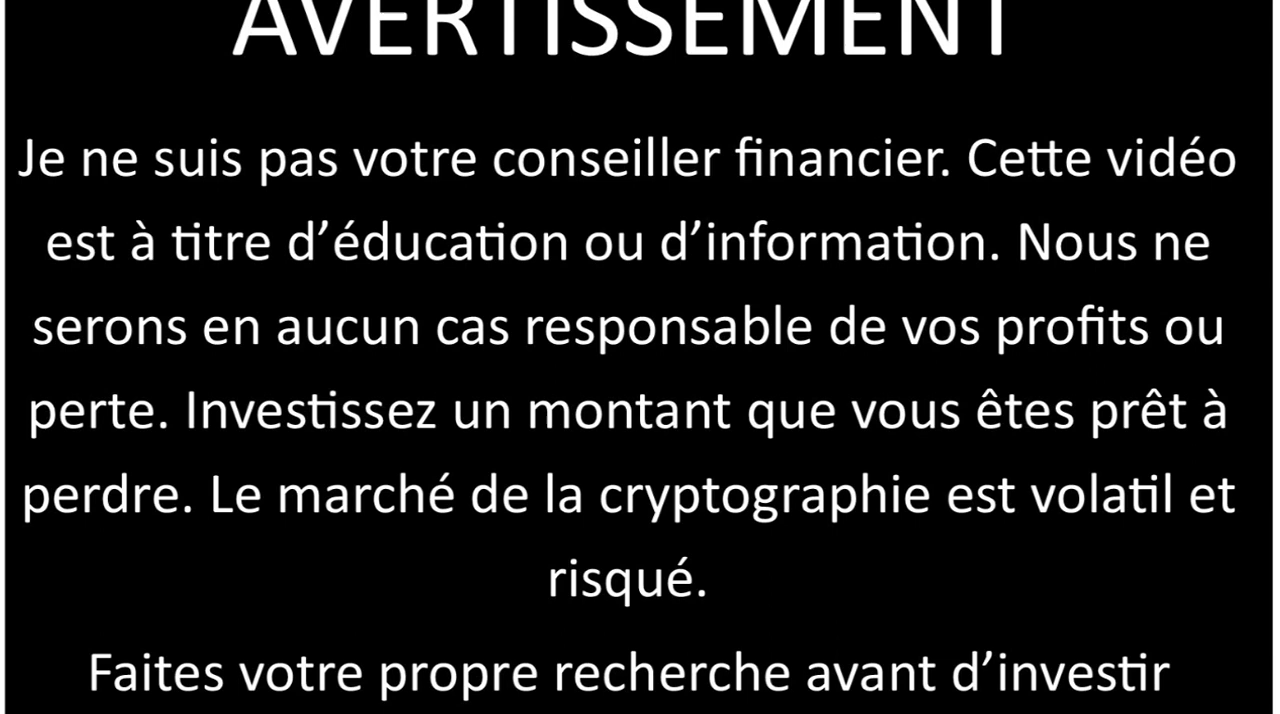 AVERTISSEMENT
Je ne suis pas votre conseiller financier. Cette vidéo
est à titre d’éducation ou d’information. Nous ne
serons en aucun cas responsable de vos profits ou
perte. Investissez un montant que vous êtes prêt à
perdre. Le marché de la cryptographie est volatil et
risqué.
Faites votre propre recherche avant d’investir